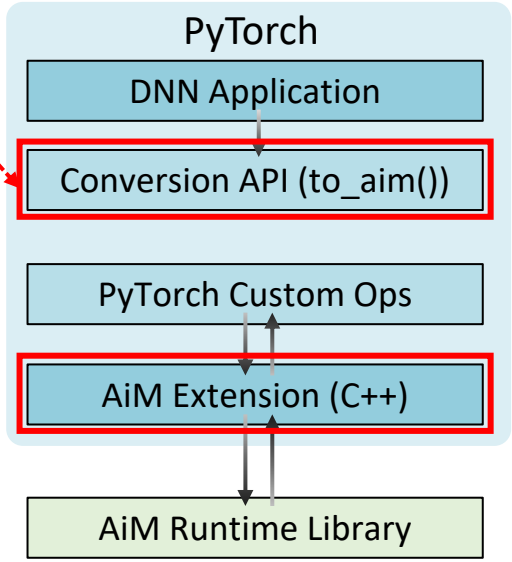 PyTorch
DNN Application
Conversion API (to_aim())
PyTorch Custom Ops
AiM Extension (C++)
AiM Runtime Library